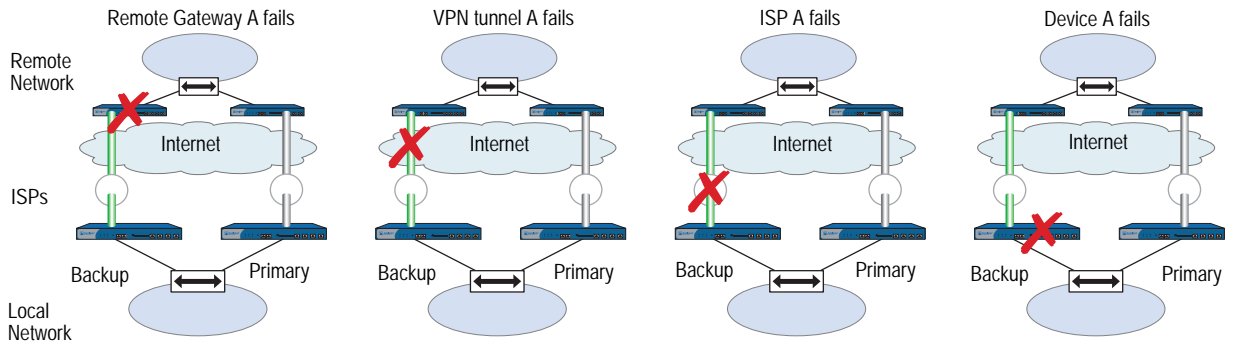 Remote Gateway A fails
VPN tunnel A fails
ISP A fails
Device A fails
Remote
Network
Internet
Internet
Internet
Internet
ISPs
Backup
Primary
Backup
Primary
Backup
Primary
Backup
Primary
Local
Network